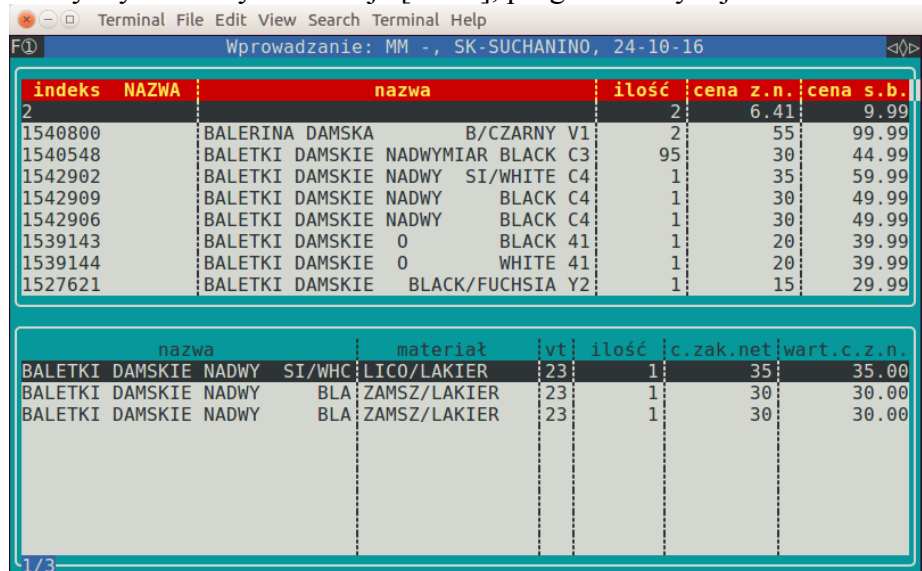 Terminal File Edit View Search Terminal Help
F① Wprowadzanie: MM -, SK-SUCHANINO, 24-10-16
indeks NAZWA nazwa ilość cena z.n. cena s.b.
2 2 6.41 9.99
1540800 BALERINA DAMSKA B/CZARNY V1 2 55 99.99
1540548 BALETKI DAMSKIE NADWYMIAR BLACK C3 95 30 44.99
1542902 BALETKI DAMSKIE NADWY SI/WHITE C4 1 35 59.99
1542909 BALETKI DAMSKIE NADWY BLACK C4 1 30 49.99
1542906 BALETKI DAMSKIE NADWY BLACK C4 1 30 49.99
1539143 BALETKI DAMSKIE O BLACK 41 1 20 39.99
1539144 BALETKI DAMSKIE O WHITE 41 1 20 39.99
1527621 BALETKI DAMSKIE BLACK/FUCHSIA Y2 1 15 29.99
nazwa materiał vt ilość c.zak.net wart.c.z.n.
BALETKI DAMSKIE NADWY SI/WHC LICO/LAKIER 23 1 35 35.00
BALETKI DAMSKIE NADWY BLA ZAMSZ/LAKIER 23 1 30 30.00
BALETKI DAMSKIE NADWY BLA ZAMSZ/LAKIER 23 1 30 30.00
1/3